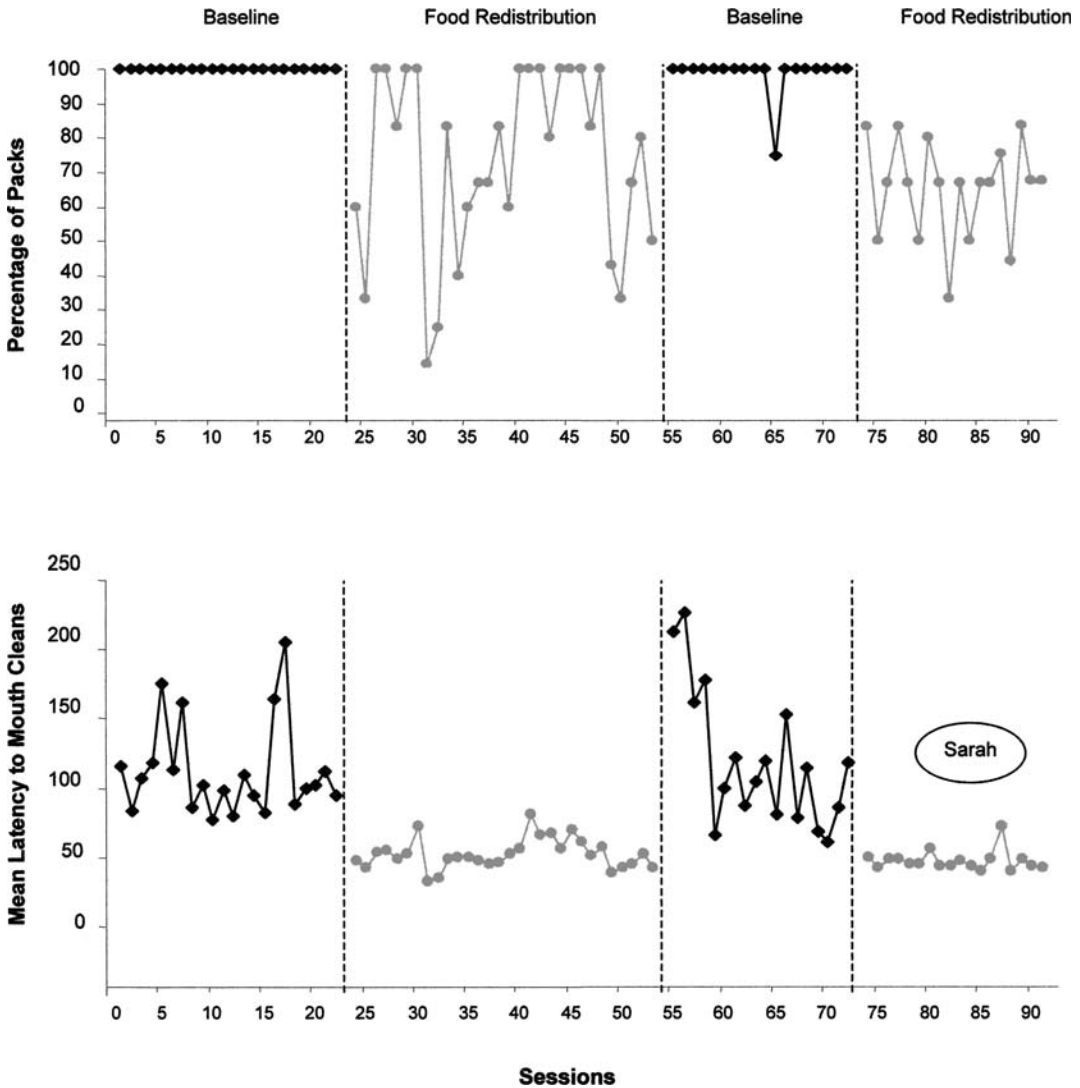 Baseline Food Redistribution Baseline Food Redistribution
Percentage of Packs
100
90
80
70
60
50
40
30
20
10
0
0 5 10 15 20 25 30 35 40 45 50 55 60 65 70 75 80 85 90
Mean Latency to Mouth Cleans
250
200
150
100
50
0
Sarah
0 5 10 15 20 25 30 35 40 45 50 55 60 65 70 75 80 85 90
Sessions